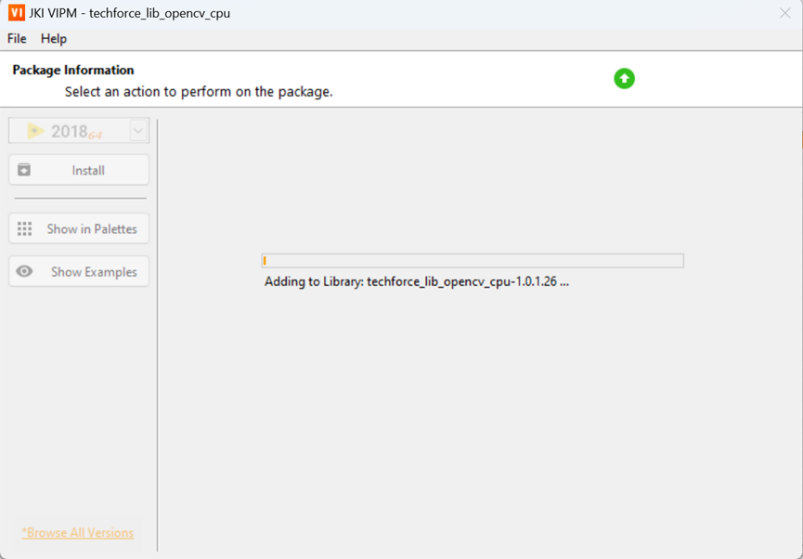 VI JKI VIPM - techforce_lib_opencv_cpu
File Help
Package Information
Select an action to perform on the package.
2018 64
Install
Show in Palettes
Show Examples
Adding to Library: techforce_lib_opencv_cpu-1.0.1.26 ...
*Browse All Versions